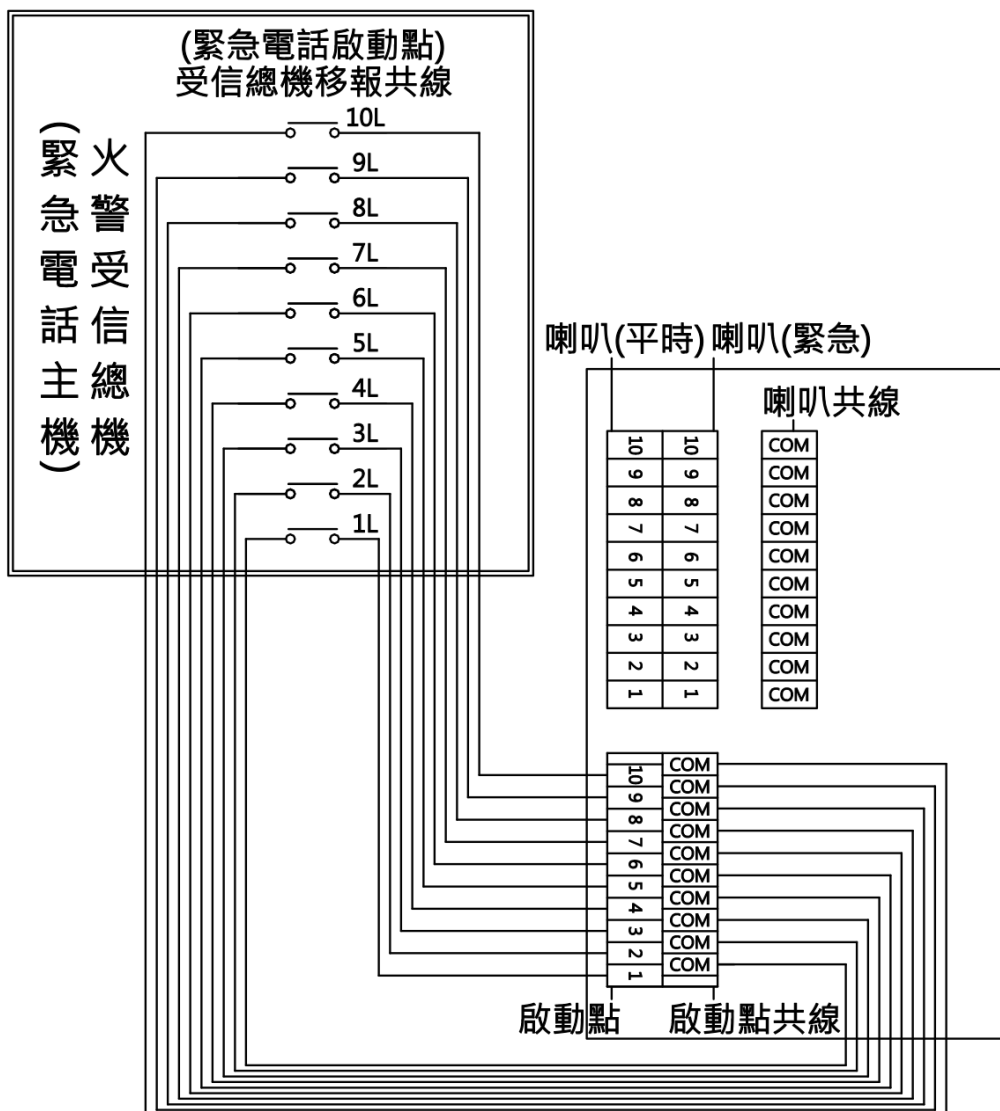 (緊急電話啟動點)
受信總機移報共線
火警受信總機
(緊急電話主機)
10L
9L
8L
7L
6L
5L
4L
3L
2L
1L
喇叭(平時) 喇叭(緊急)
喇叭共線
10 10 COM
9 9 COM
8 8 COM
7 7 COM
6 6 COM
5 5 COM
4 4 COM
3 3 COM
2 2 COM
1 1 COM
10 COM
9 COM
8 COM
7 COM
6 COM
5 COM
4 COM
3 COM
2 COM
1 COM
啟動點 啟動點共線